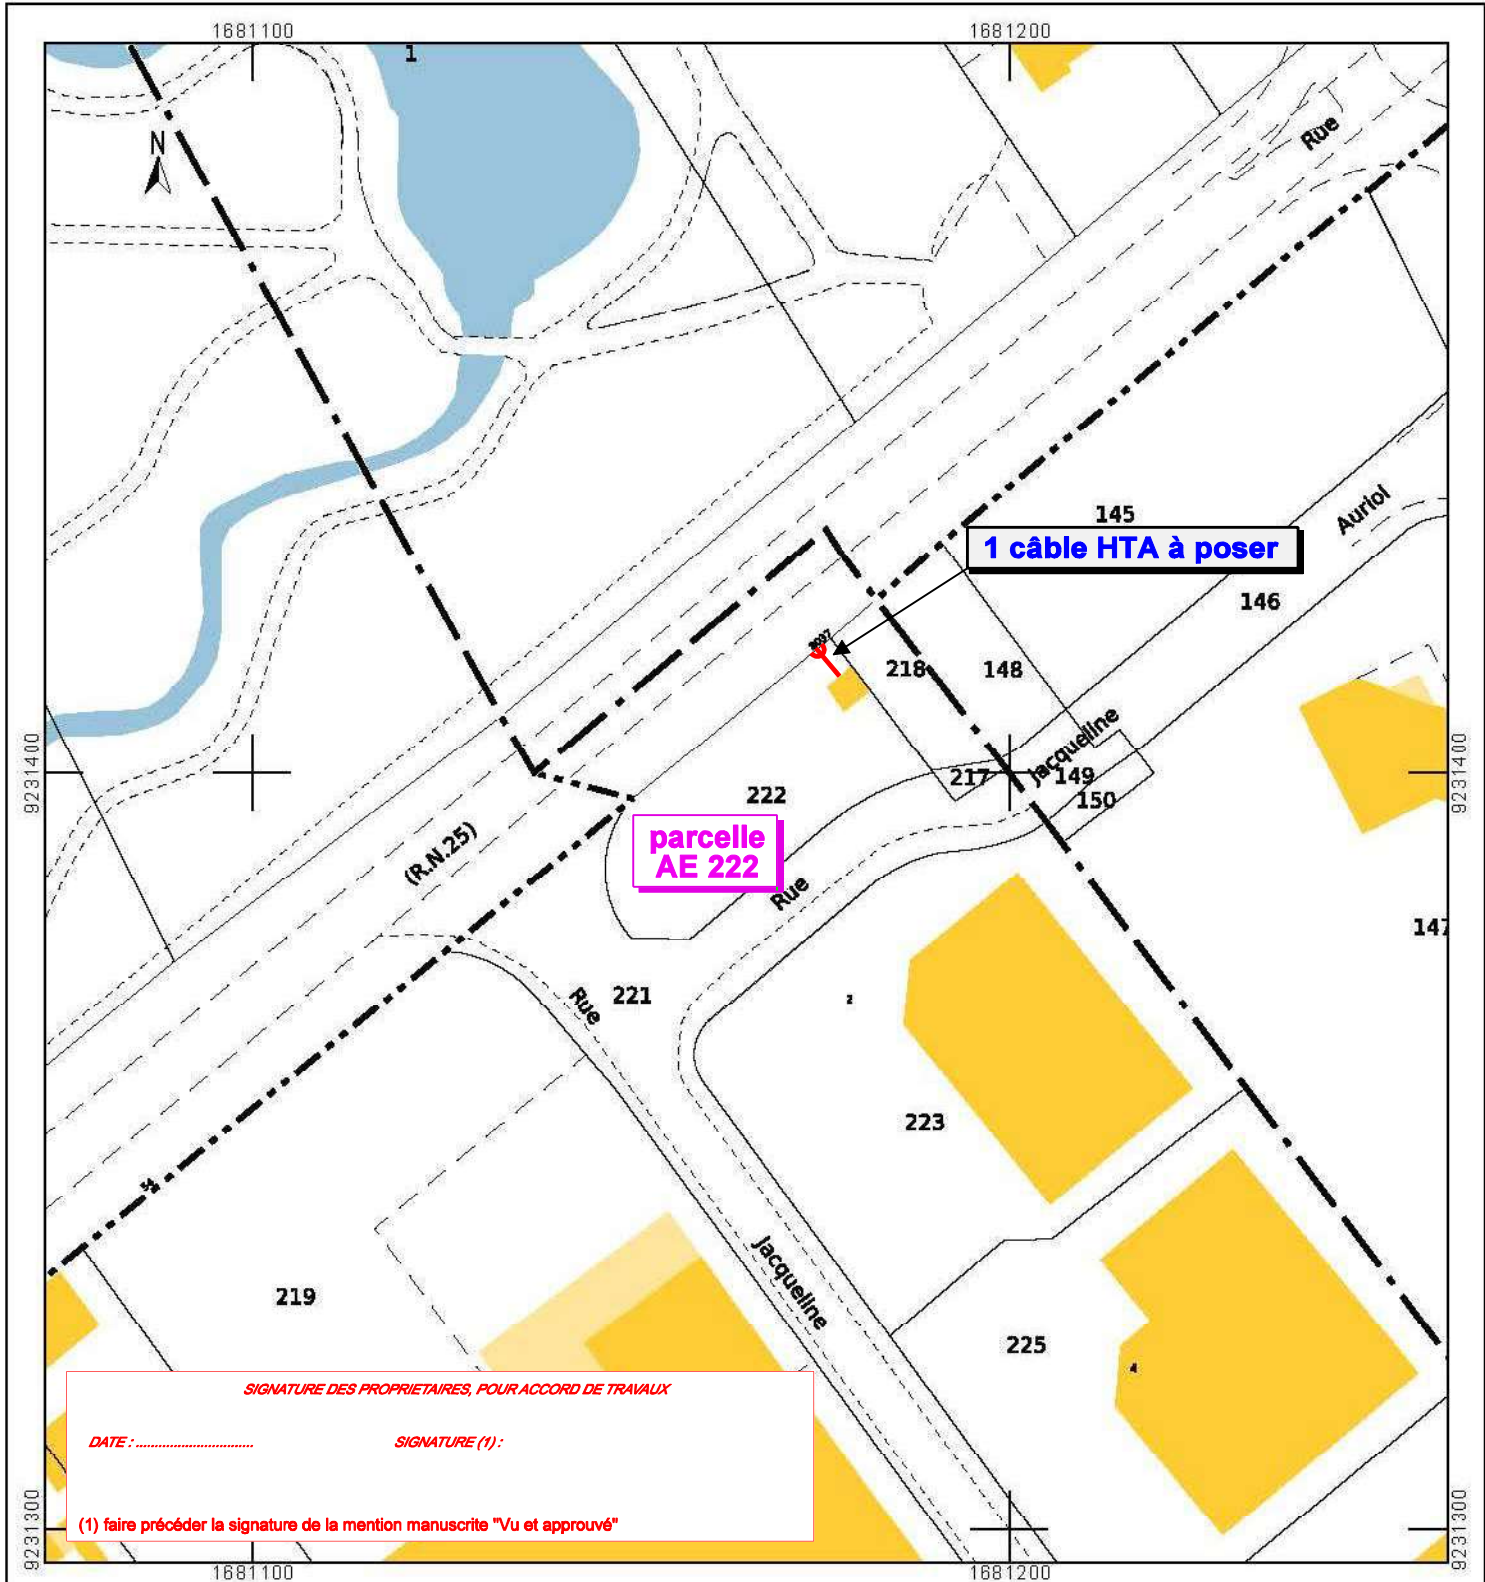 1681100
1681200
1
N
Rue
145
Auriol
1 câble HTA à poser
146
218
148
Jacqueline
9231400
9231400
217
149
150
222
parcelle
AE 222
(R.N.25)
Rue
147
Rue
221
2
223
54
Jacqueline
219
225
4
SIGNATURE DES PROPRIETAIRES, POUR ACCORD DE TRAVAUX
DATE : ...............................
SIGNATURE (1) :
(1) faire précéder la signature de la mention manuscrite "Vu et approuvé"
9231300
9231300
1681100
1681200